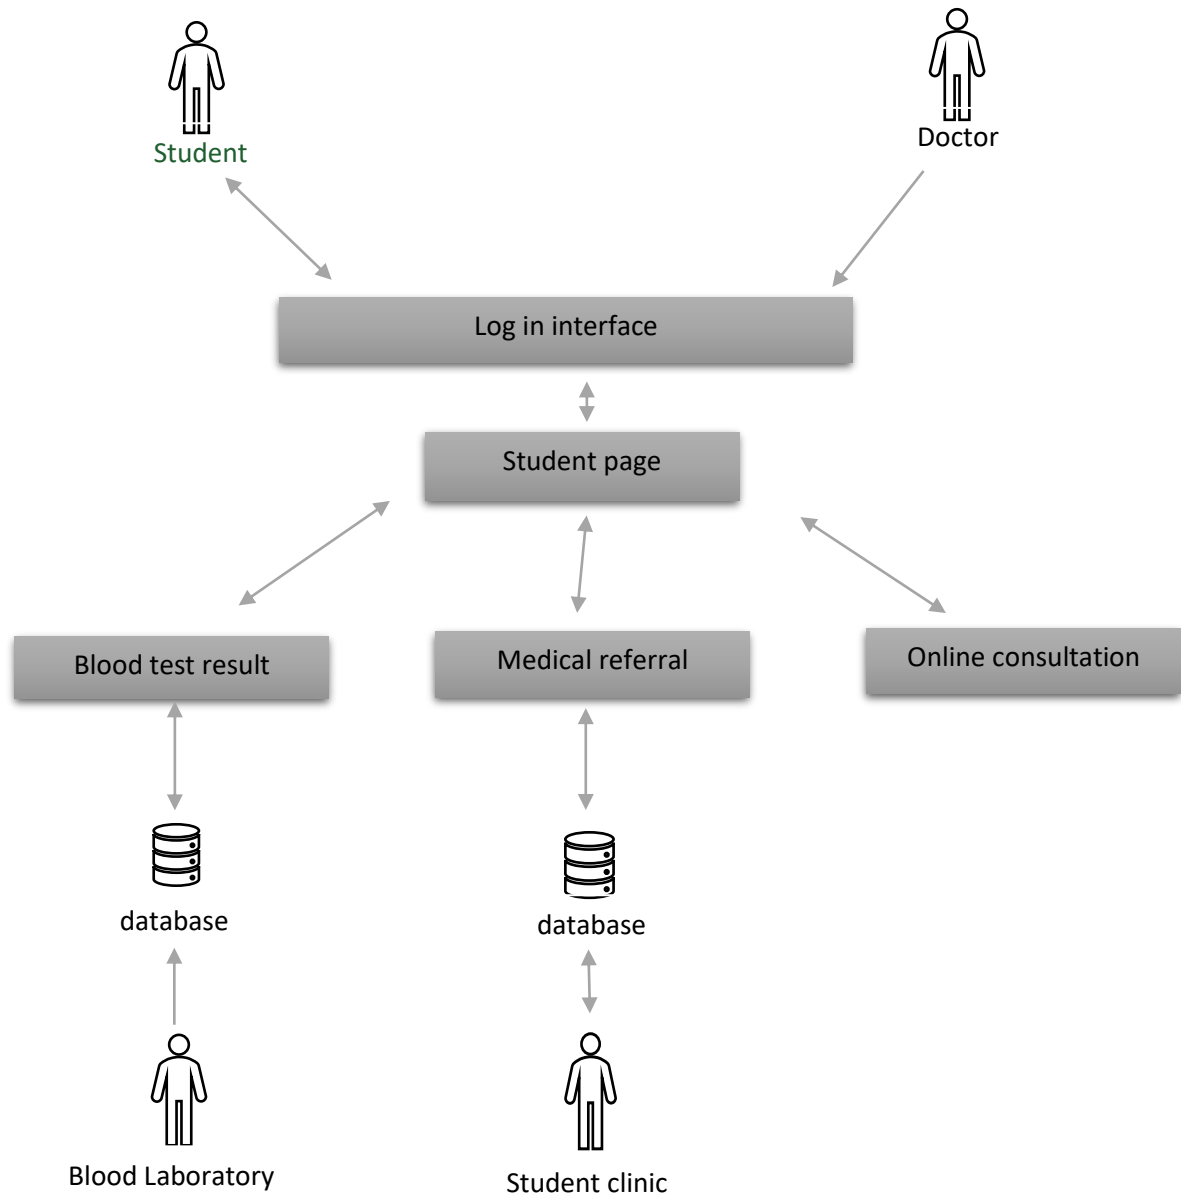 Student
Doctor
Log in interface
Student page
Blood test result
Medical referral
Online consultation
database
database
Blood Laboratory
Student clinic